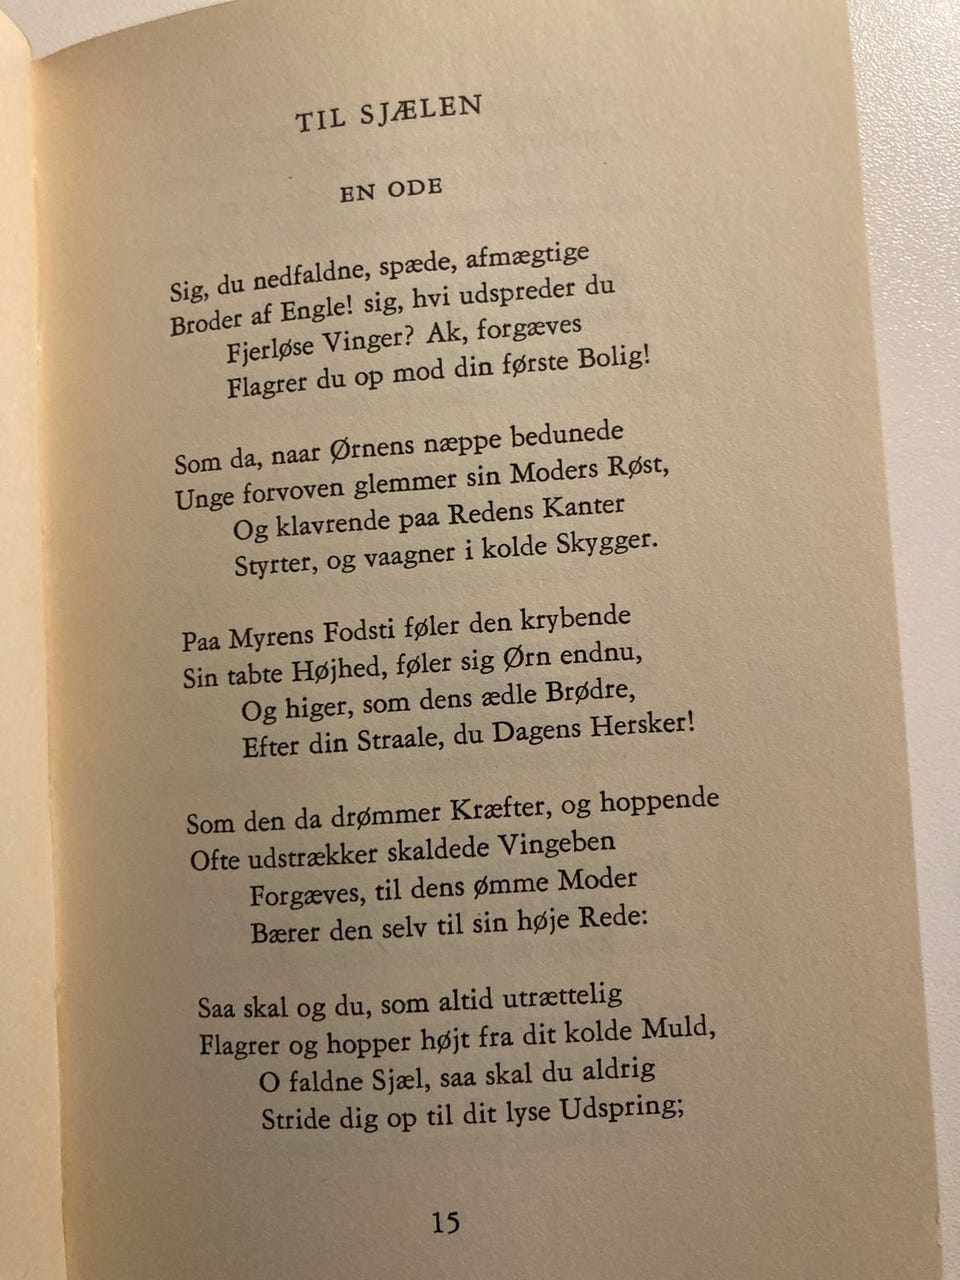 TIL SJÆLEN
EN ODE
Sig, du nedfaldne, spæde, afmægtige
Broder af Engle! sig, hvi udspreder du
Fjerløse Vinger? Ak, forgæves
Flagrer du op mod din første Bolig!
Som da, naar Ørnens næppe bedunede
Unge forvoven glemmer sin Moders Røst,
Og klavrende paa Redens Kanter
Styrter, og vaagner i kolde Skygger.
Paa Myrens Fodsti føler den krybende
Sin tabte Højhed, føler sig Ørn endnu,
Og higer, som dens ædle Brødre,
Efter din Straale, du Dagens Hersker!
Som den da drømmer Kræfter, og hoppende
Ofte udstrækker skaldede Vingeben
Forgæves, til dens ømme Moder
Bærer den selv til sin høje Rede:
Saa skal og du, som altid utrættelig
Flagrer og hopper højt fra dit kolde Muld,
O faldne Sjæl, saa skal du aldrig
Stride dig op til dit lyse Udspring;
15